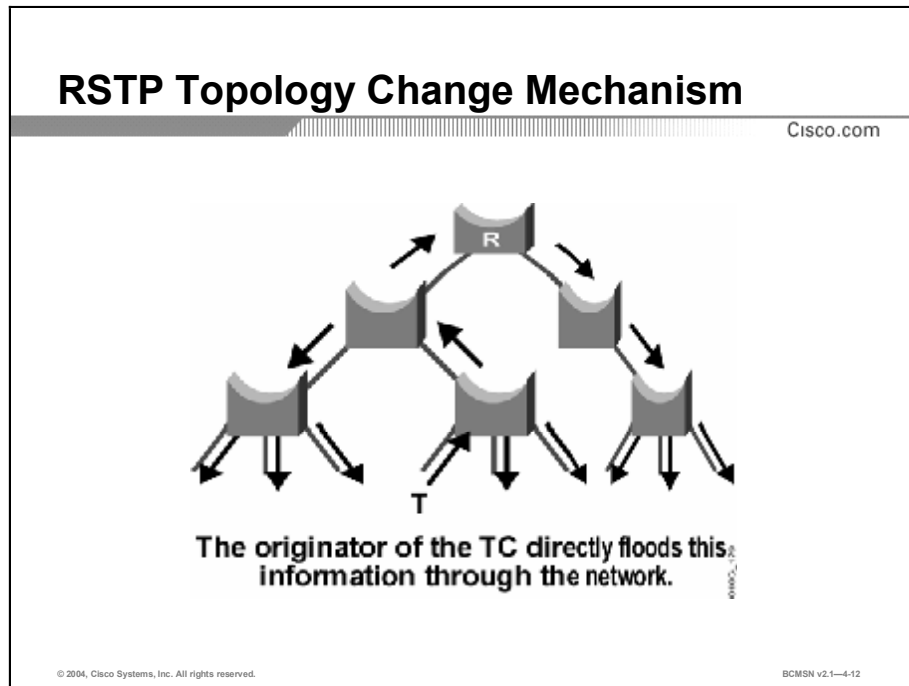 RSTP Topology Change Mechanism
Cisco.com
R
T
The originator of the TC directly floods this
information through the network.
© 2004, Cisco Systems, Inc. All rights reserved.
BCMSN v2.1—4-12